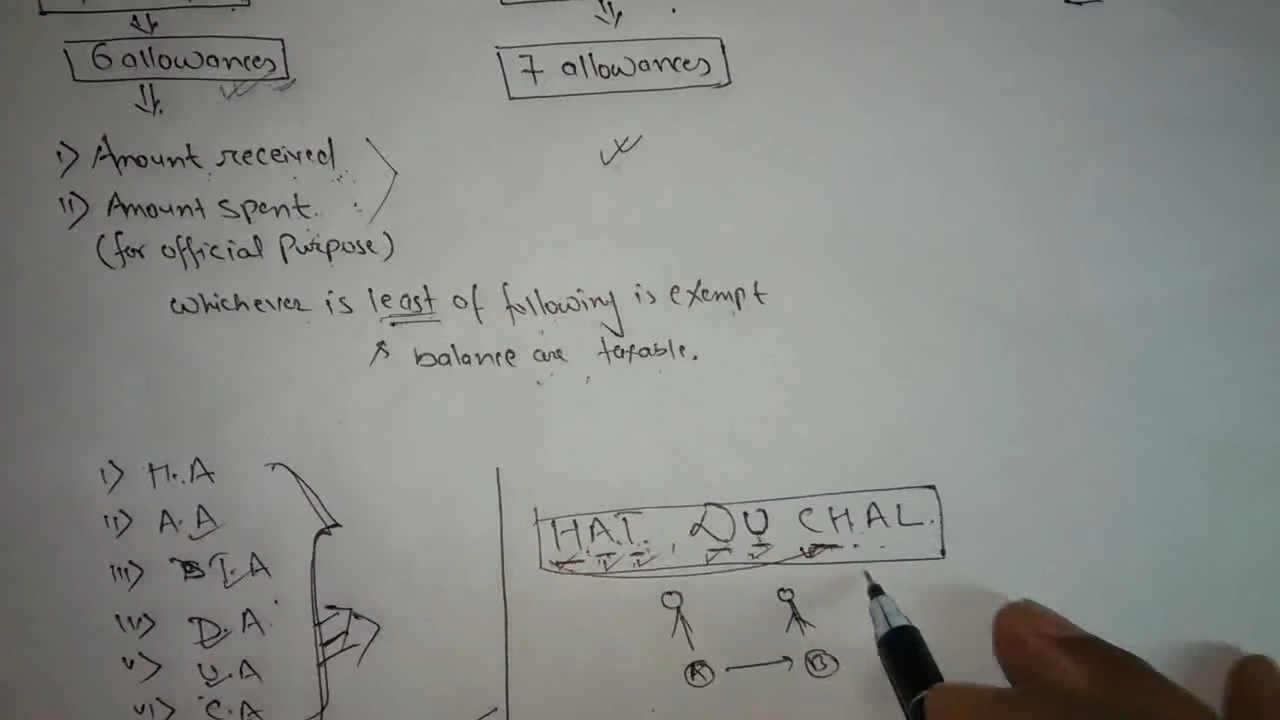 6 allowances
7 allowances
i) Amount received
ii) Amount spent.
(for official Purpose)
whichever is least of following is exempt
balance are taxable.
i) H.A
ii) A.A
iii) T.A
iv) D.A
v) U.A
vi) C.A
HAT, DU CHAL.
A → B